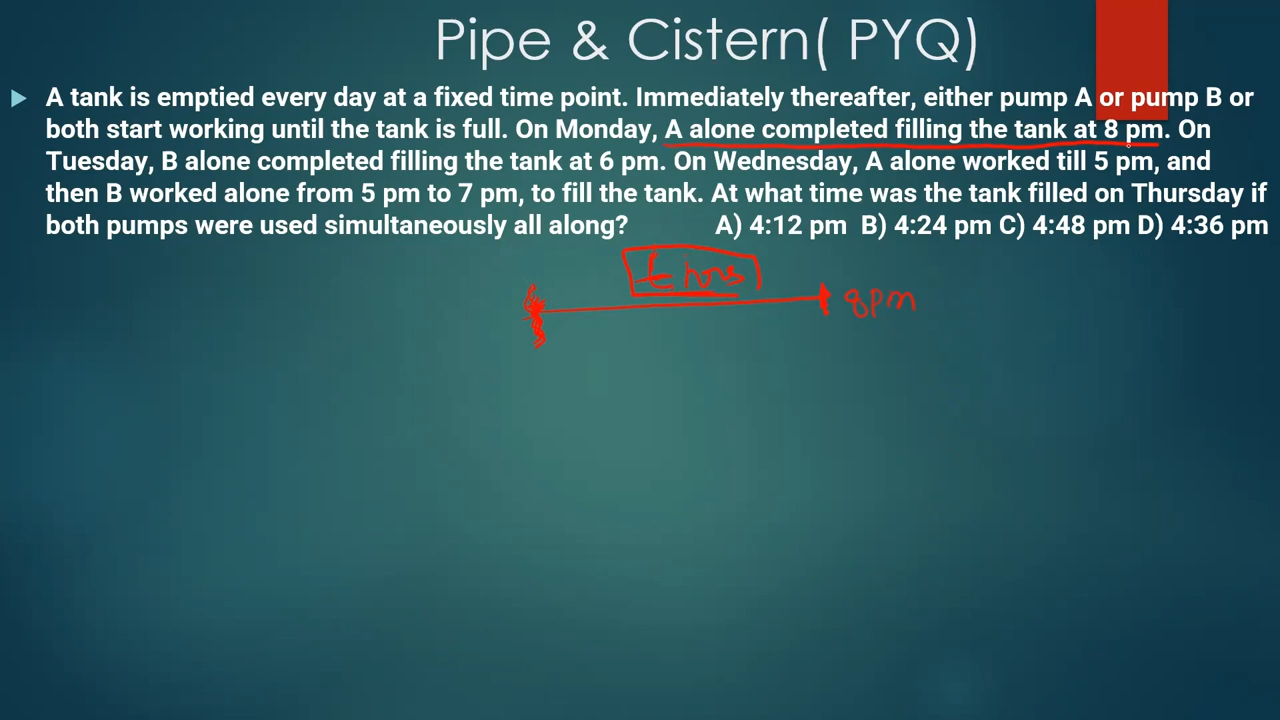 Pipe & Cistern( PYQ)
A tank is emptied every day at a fixed time point. Immediately thereafter, either pump A or pump B or
both start working until the tank is full. On Monday, A alone completed filling the tank at 8 pm. On
Tuesday, B alone completed filling the tank at 6 pm. On Wednesday, A alone worked till 5 pm, and
then B worked alone from 5 pm to 7 pm, to fill the tank. At what time was the tank filled on Thursday if
both pumps were used simultaneously all along? A) 4:12 pm B) 4:24 pm C) 4:48 pm D) 4:36 pm
t hrs
8pm